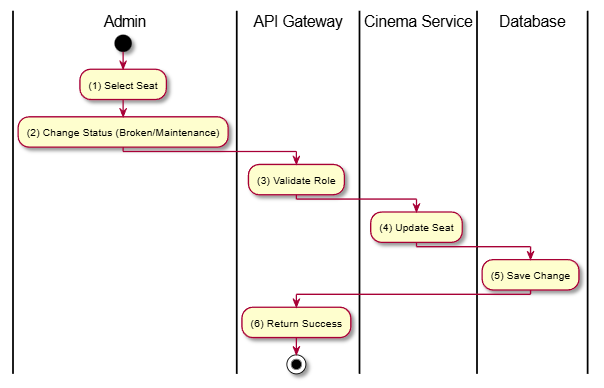 Admin
API Gateway
Cinema Service
Database
(1) Select Seat
(2) Change Status (Broken/Maintenance)
(3) Validate Role
(4) Update Seat
(5) Save Change
(6) Return Success